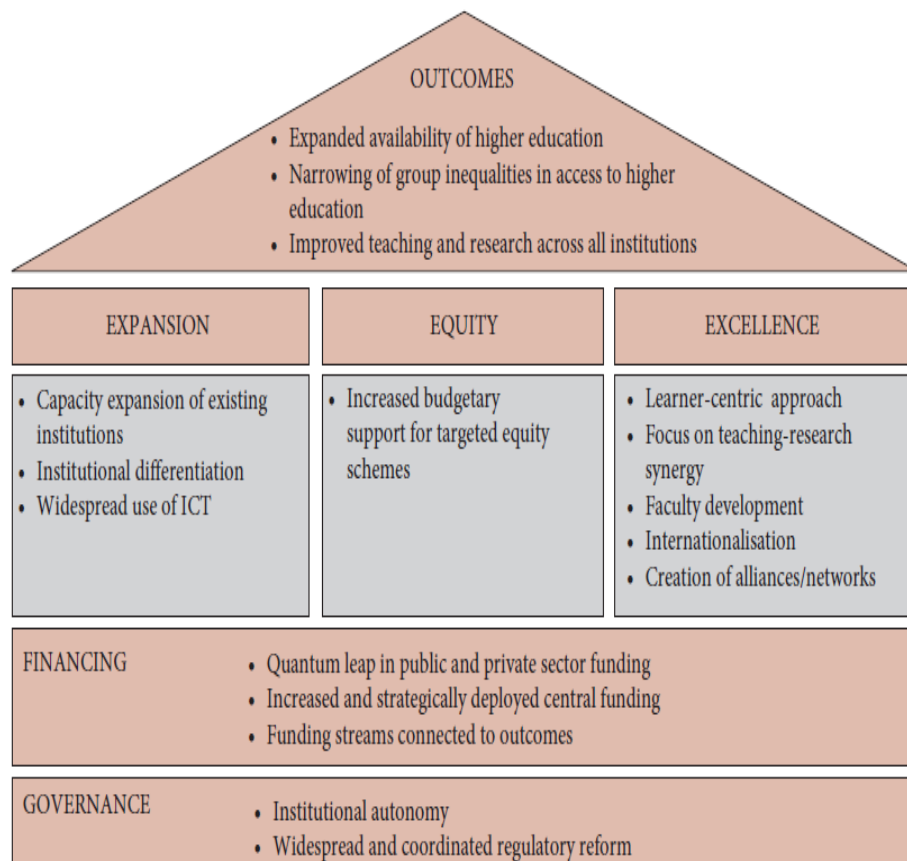 OUTCOMES
• Expanded availability of higher education
• Narrowing of group inequalities in access to higher
education
• Improved teaching and research across all institutions
EXPANSION
EQUITY
EXCELLENCE
• Capacity expansion of existing
institutions
• Institutional differentiation
• Widespread use of ICT
• Increased budgetary
support for targeted equity
schemes
• Learner-centric approach
• Focus on teaching-research
synergy
• Faculty development
• Internationalisation
• Creation of alliances/networks
FINANCING
• Quantum leap in public and private sector funding
• Increased and strategically deployed central funding
• Funding streams connected to outcomes
GOVERNANCE
• Institutional autonomy
• Widespread and coordinated regulatory reform